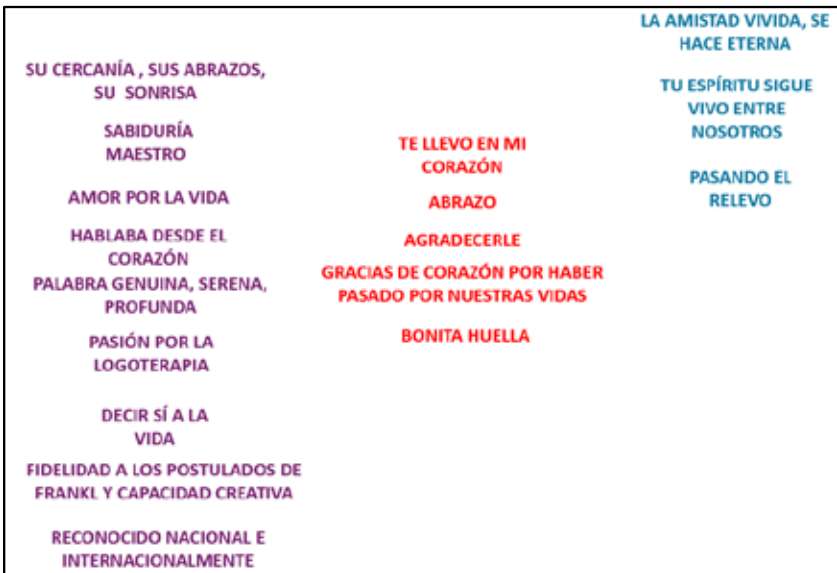 SU CERCANÍA , SUS ABRAZOS,
SU SONRISA
SABIDURÍA
MAESTRO
AMOR POR LA VIDA
HABLABA DESDE EL
CORAZÓN
PALABRA GENUINA, SERENA,
PROFUNDA
PASIÓN POR LA
LOGOTERAPIA
DECIR SÍ A LA
VIDA
FIDELIDAD A LOS POSTULADOS DE
FRANKL Y CAPACIDAD CREATIVA
RECONOCIDO NACIONAL E
INTERNACIONALMENTE
TE LLEVO EN MI
CORAZÓN
ABRAZO
AGRADECERLE
GRACIAS DE CORAZÓN POR HABER
PASADO POR NUESTRAS VIDAS
BONITA HUELLA
LA AMISTAD VIVIDA, SE
HACE ETERNA
TU ESPÍRITU SIGUE
VIVO ENTRE
NOSOTROS
PASANDO EL
RELEVO